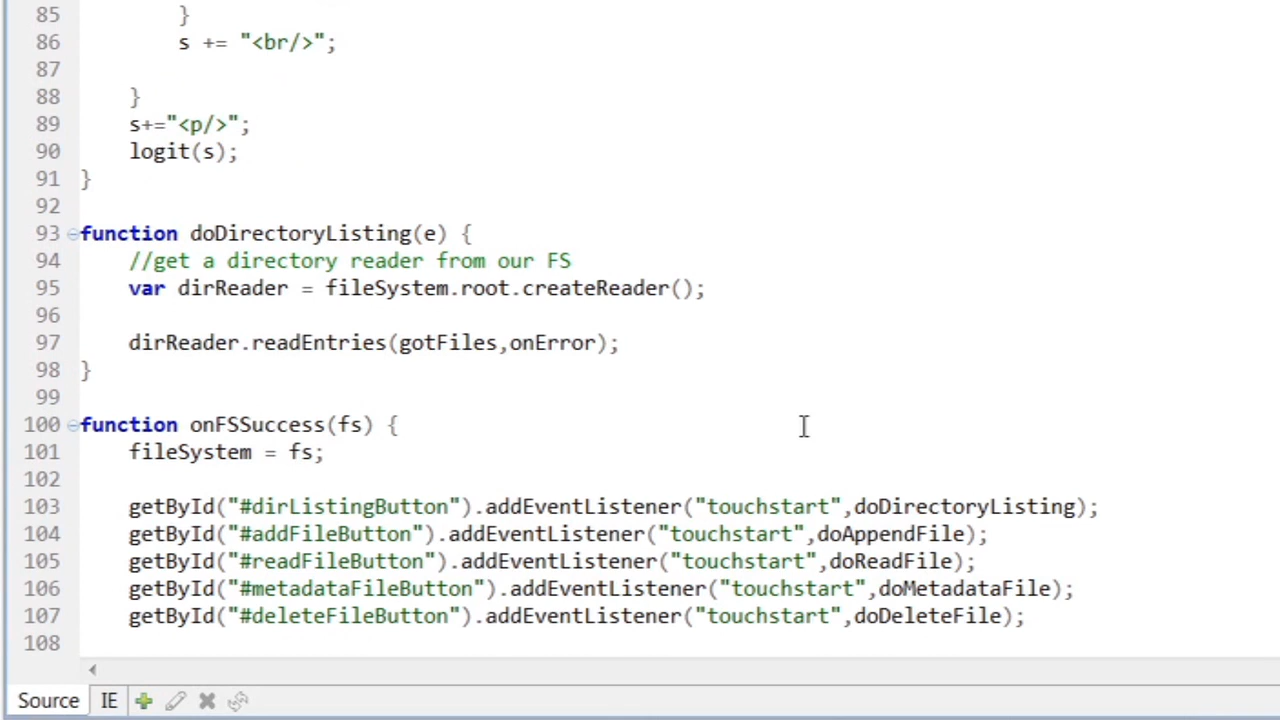 85 }
86 s += "<br/>";
87
88 }
89 s+="<p/>";
90 logit(s);
91 }
92
93 function doDirectoryListing(e) {
94 //get a directory reader from our FS
95 var dirReader = fileSystem.root.createReader();
96
97 dirReader.readEntries(gotFiles,onError);
98 }
99
100 function onFSSuccess(fs) {
101 fileSystem = fs;
102
103 getById("#dirListingButton").addEventListener("touchstart",doDirectoryListing);
104 getById("#addFileButton").addEventListener("touchstart",doAppendFile);
105 getById("#readFileButton").addEventListener("touchstart",doReadFile);
106 getById("#metadataFileButton").addEventListener("touchstart",doMetadataFile);
107 getById("#deleteFileButton").addEventListener("touchstart",doDeleteFile);
108
Source IE